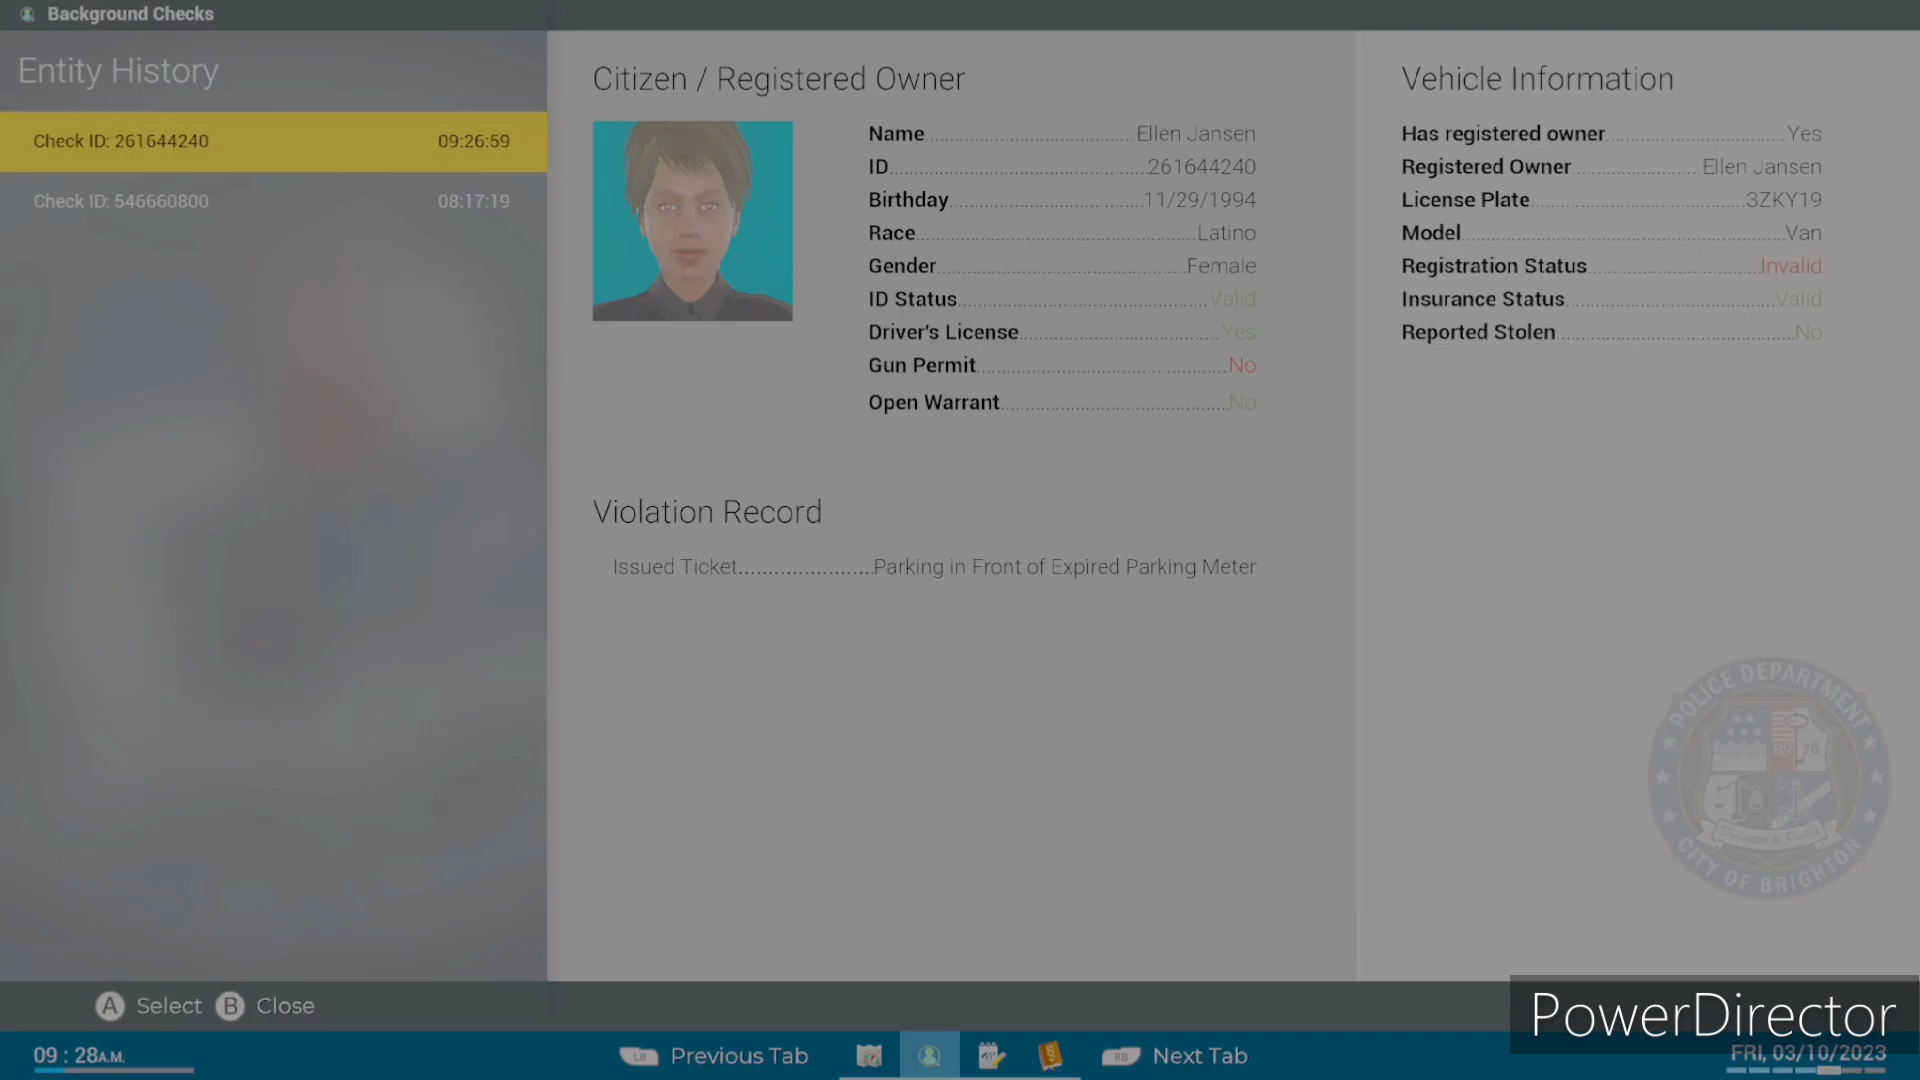 Background Checks
Entity History
Check ID: 261644240 09:26:59
Check ID: 546660800 08:17:19
Citizen / Registered Owner
Name Ellen Jansen
ID 261644240
Birthday 11/29/1994
Race Latino
Gender Female
ID Status Valid
Driver's License Yes
Gun Permit No
Open Warrant No
Violation Record
Issued Ticket Parking in Front of Expired Parking Meter
Vehicle Information
Has registered owner Yes
Registered Owner Ellen Jansen
License Plate 3ZKY19
Model Van
Registration Status Invalid
Insurance Status Valid
Reported Stolen No
POLICE DEPARTMENT
1776
CITY OF BRIGHTON
A Select B Close
PowerDirector
09 : 28 A.M.
LB Previous Tab
RB Next Tab
FRI, 03/10/2023